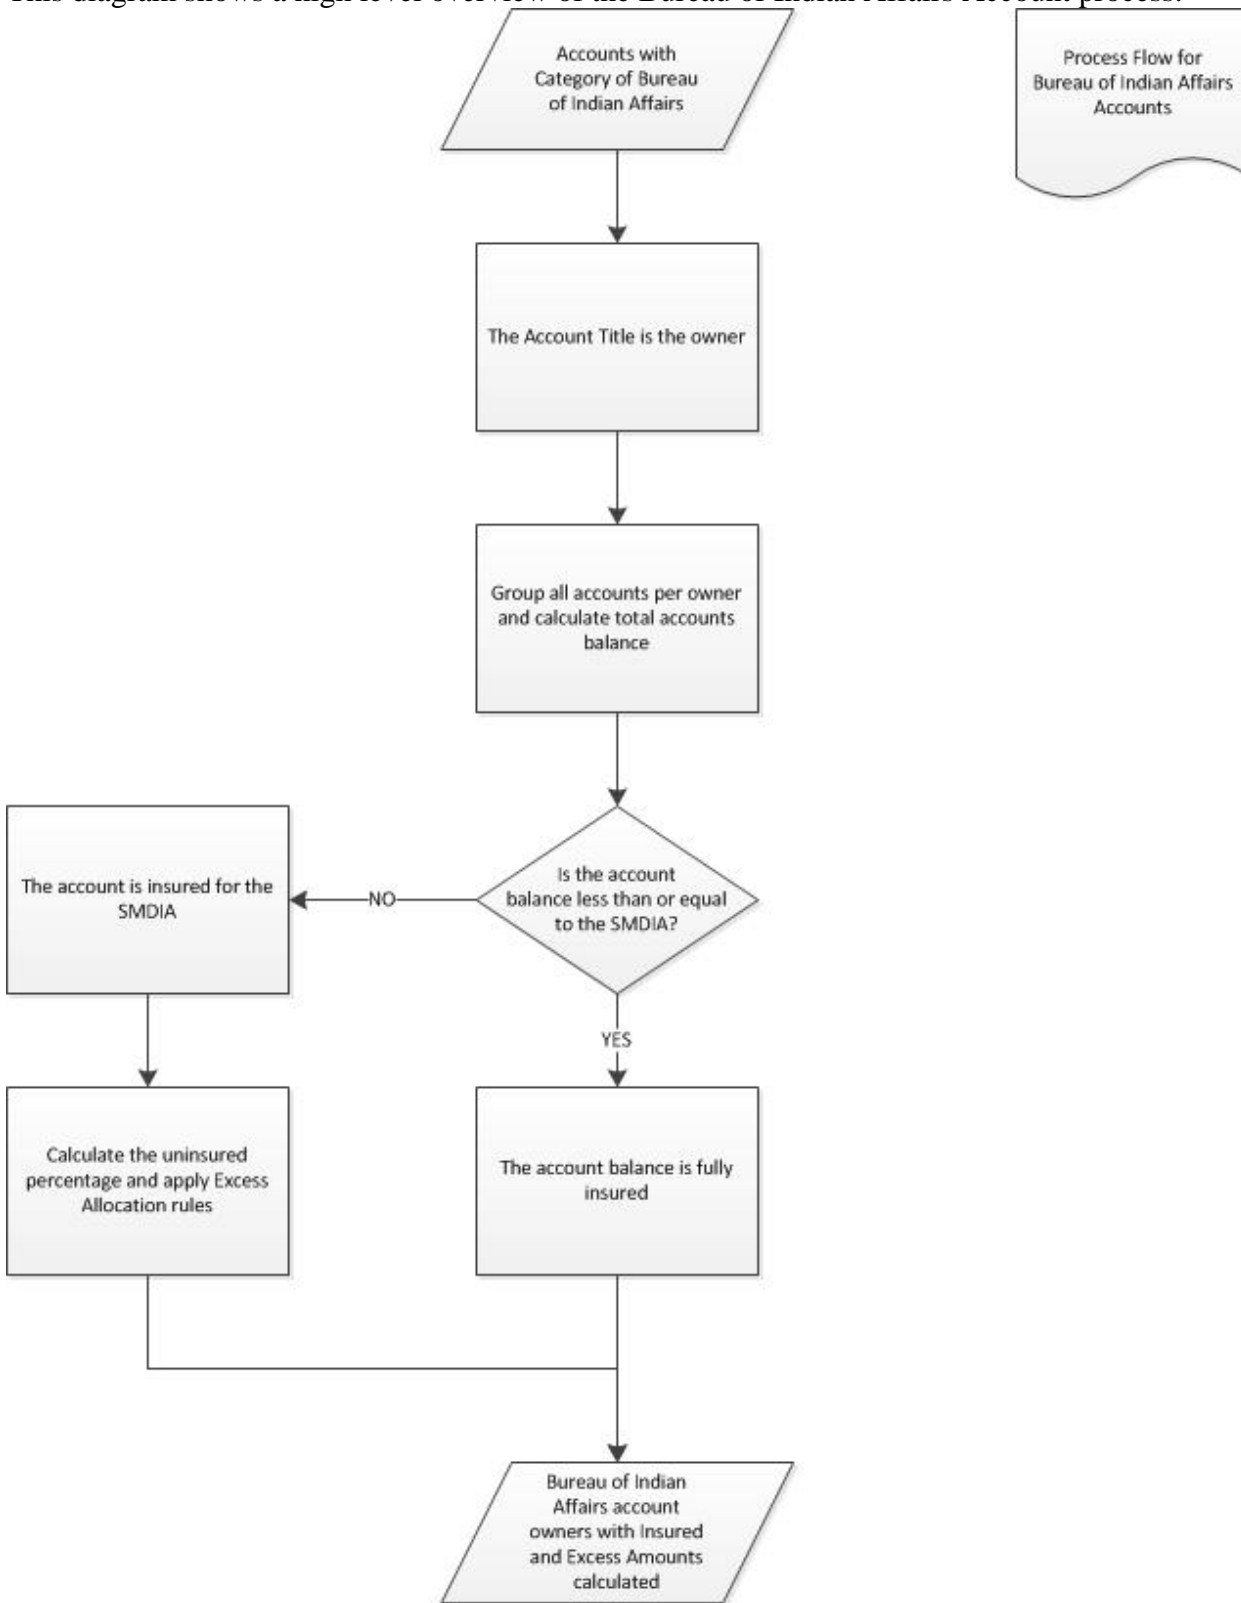 This diagram shows a high level overview of the Bureau of Indian Affairs Account process.
Accounts with
Category of Bureau
of Indian Affairs
Process Flow for
Bureau of Indian Affairs
Accounts
The Account Title is the owner
Group all accounts per owner
and calculate total accounts
balance
Is the account
balance less than or equal
to the SMDIA?
NO
The account is insured for the
SMDIA
YES
Calculate the uninsured
percentage and apply Excess
Allocation rules
The account balance is fully
insured
Bureau of Indian
Affairs account
owners with Insured
and Excess Amounts
calculated